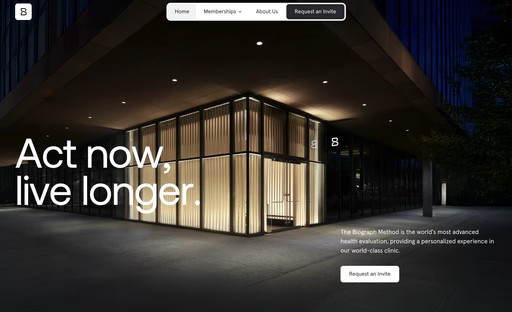 B
Home
Memberships
About Us
Request an Invite
Act now,
live longer.
The Biograph Method is the world's most advanced
health evaluation, providing a personalized experience in
our world-class clinic.
Request an Invite